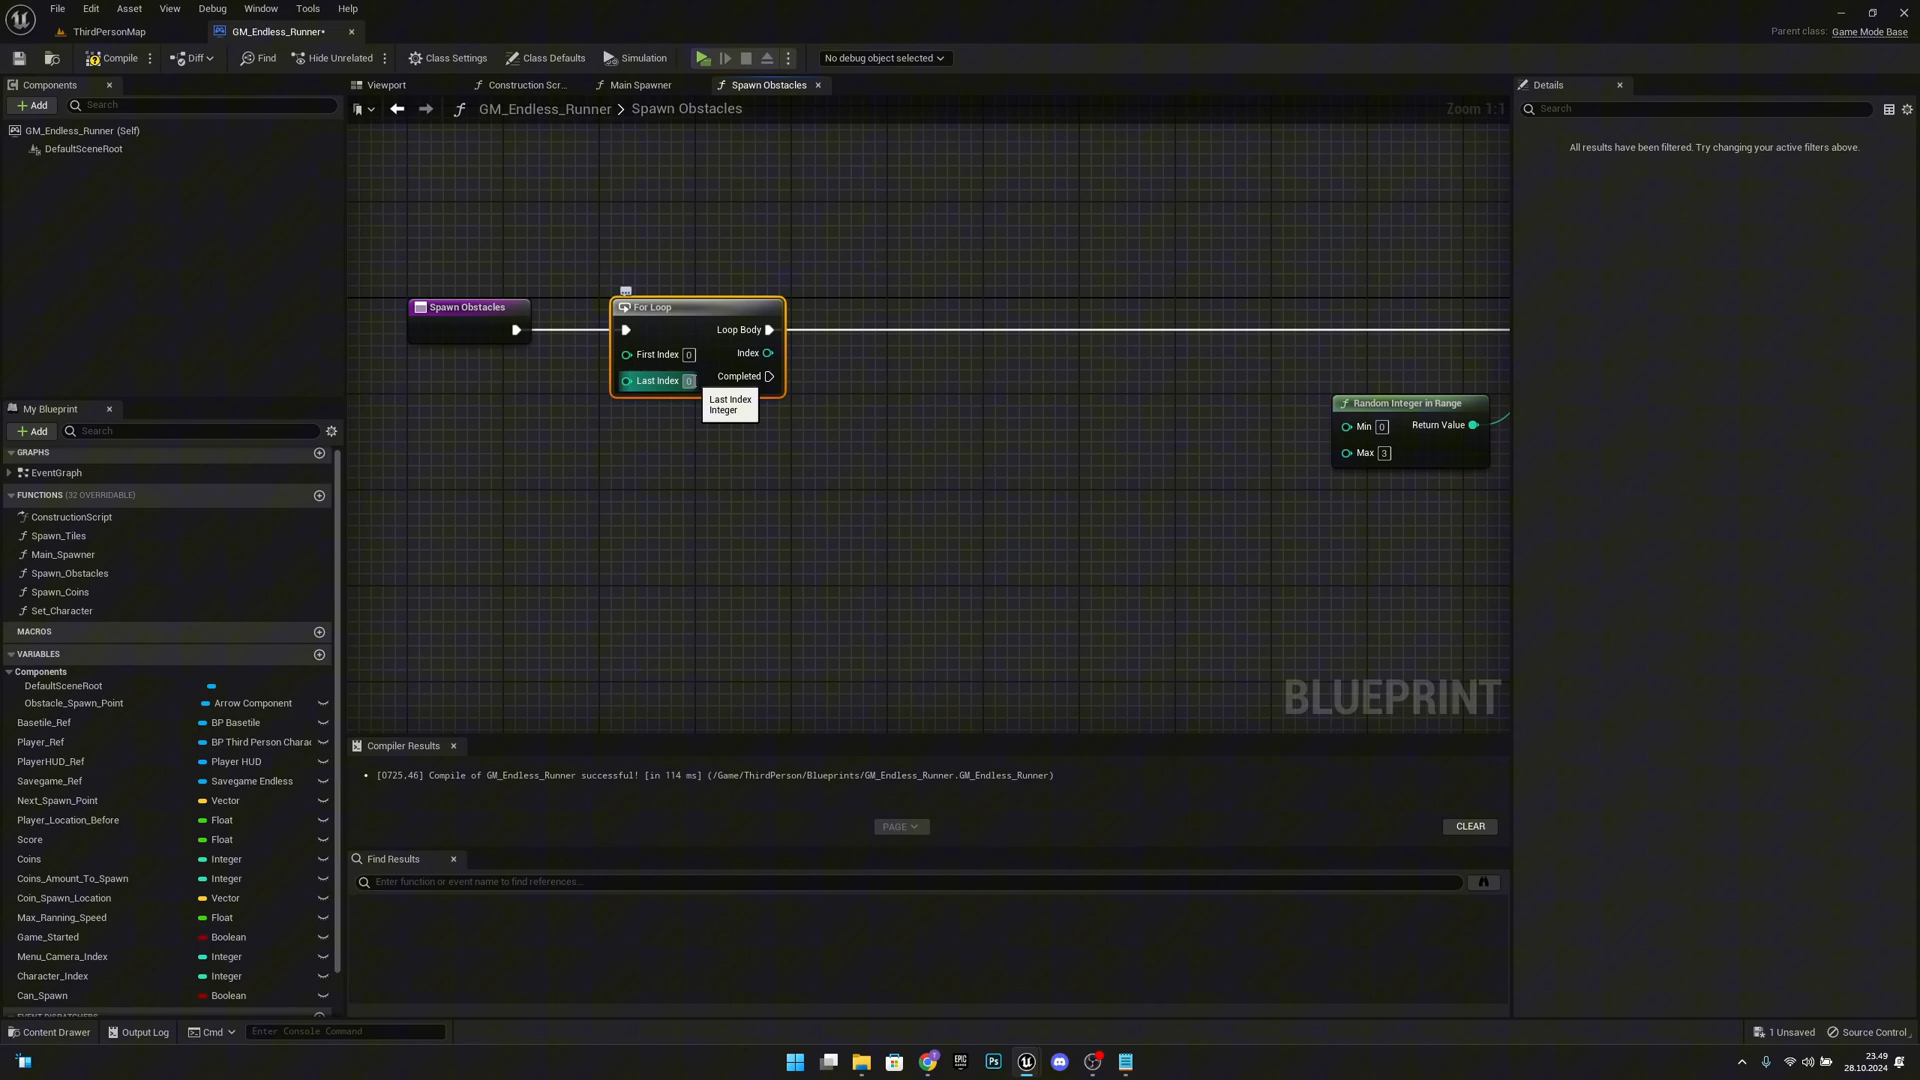 File Edit Asset View Debug Window Tools Help
ThirdPersonMap GM_Endless_Runner•
Parent class: Game Mode Base
Compile Diff Find Hide Unrelated Class Settings Class Defaults Simulation No debug object selected
Components
Add Search
GM_Endless_Runner (Self)
DefaultSceneRoot
Viewport Construction Scr... Main Spawner Spawn Obstacles
GM_Endless_Runner > Spawn Obstacles Zoom 1:1
Spawn Obstacles
For Loop
Loop Body
First Index 0 Index
Last Index 0 Completed
Last Index
Integer
Random Integer in Range
Min 0 Return Value
Max 3
BLUEPRINT
Details
Search
All results have been filtered. Try changing your active filters above.
My Blueprint
Add Search
GRAPHS
EventGraph
FUNCTIONS (32 OVERRIDABLE)
ConstructionScript
Spawn_Tiles
Main_Spawner
Spawn_Obstacles
Spawn_Coins
Set_Character
MACROS
VARIABLES
Components
DefaultSceneRoot
Obstacle_Spawn_Point Arrow Component
Basetile_Ref BP Basetile
Player_Ref BP Third Person Charac
PlayerHUD_Ref Player HUD
Savegame_Ref Savegame Endless
Next_Spawn_Point Vector
Player_Location_Before Float
Score Float
Coins Integer
Coins_Amount_To_Spawn Integer
Coin_Spawn_Location Vector
Max_Ranning_Speed Float
Game_Started Boolean
Menu_Camera_Index Integer
Character_Index Integer
Can_Spawn Boolean
EVENT DISPATCHERS
Compiler Results
• [0725,46] Compile of GM_Endless_Runner successful! [in 114 ms] (/Game/ThirdPerson/Blueprints/GM_Endless_Runner.GM_Endless_Runner)
PAGE CLEAR
Find Results
Enter function or event name to find references...
Content Drawer Output Log Cmd Enter Console Command 1 Unsaved Source Control
EPIC Ps
23.49
28.10.2024